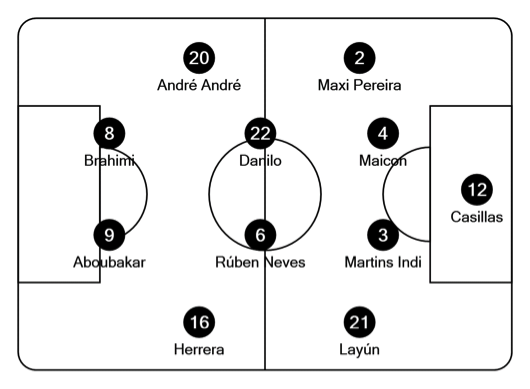 20
André André
2
Maxi Pereira
8
Brahimi
22
Danilo
4
Maicon
12
Casillas
9
Aboubakar
6
Rúben Neves
3
Martins Indi
16
Herrera
21
Layún